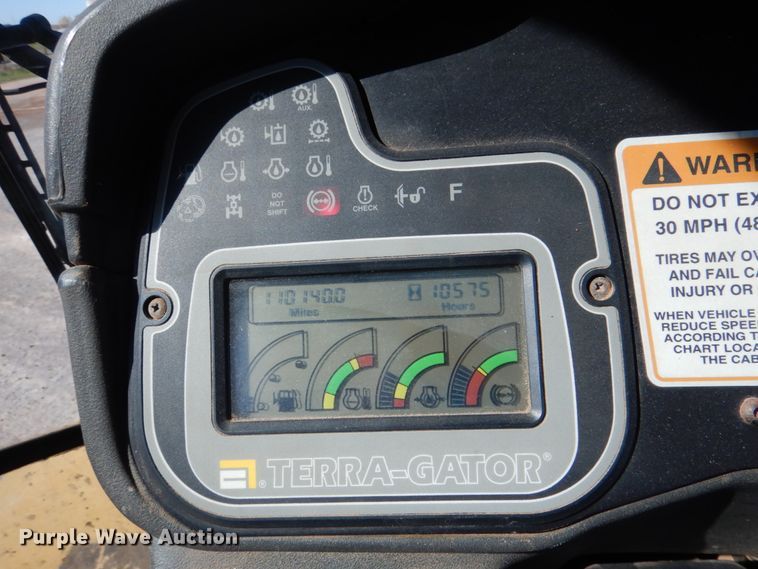 AUX.
DO
NOT
SHIFT
CHECK
F
110140.0
10575
Miles
Hours
TERRA-GATOR®
WARN
DO NOT EX
30 MPH (48
TIRES MAY OV
AND FAIL CA
INJURY OR
WHEN VEHICLE
REDUCE SPEE
ACCORDING T
CHART LOCA
THE CAB
Purple Wave Auction